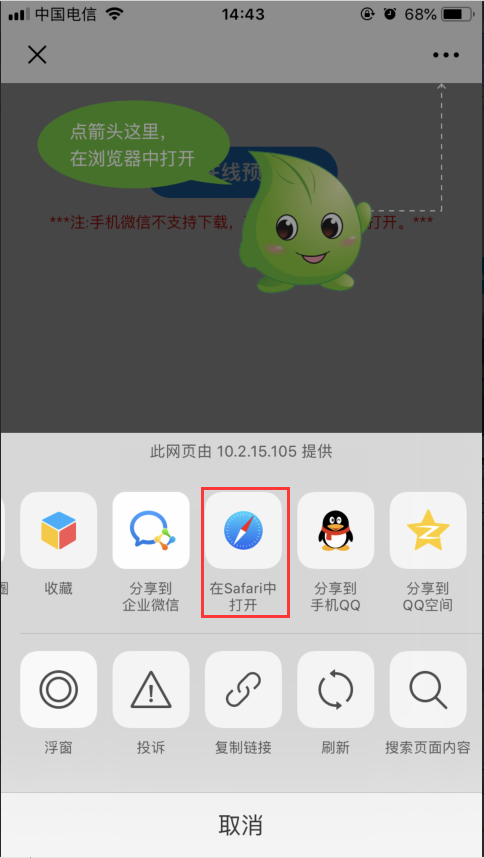 中国电信 14:43 68%
点箭头这里，
在浏览器中打开
线预
***注:手机微信不支持下载， 打开。***
此网页由 10.2.15.105 提供
圈 收藏 分享到 在Safari中 分享到 分享到
企业微信 打开 手机QQ QQ空间
浮窗 投诉 复制链接 刷新 搜索页面内容
取消